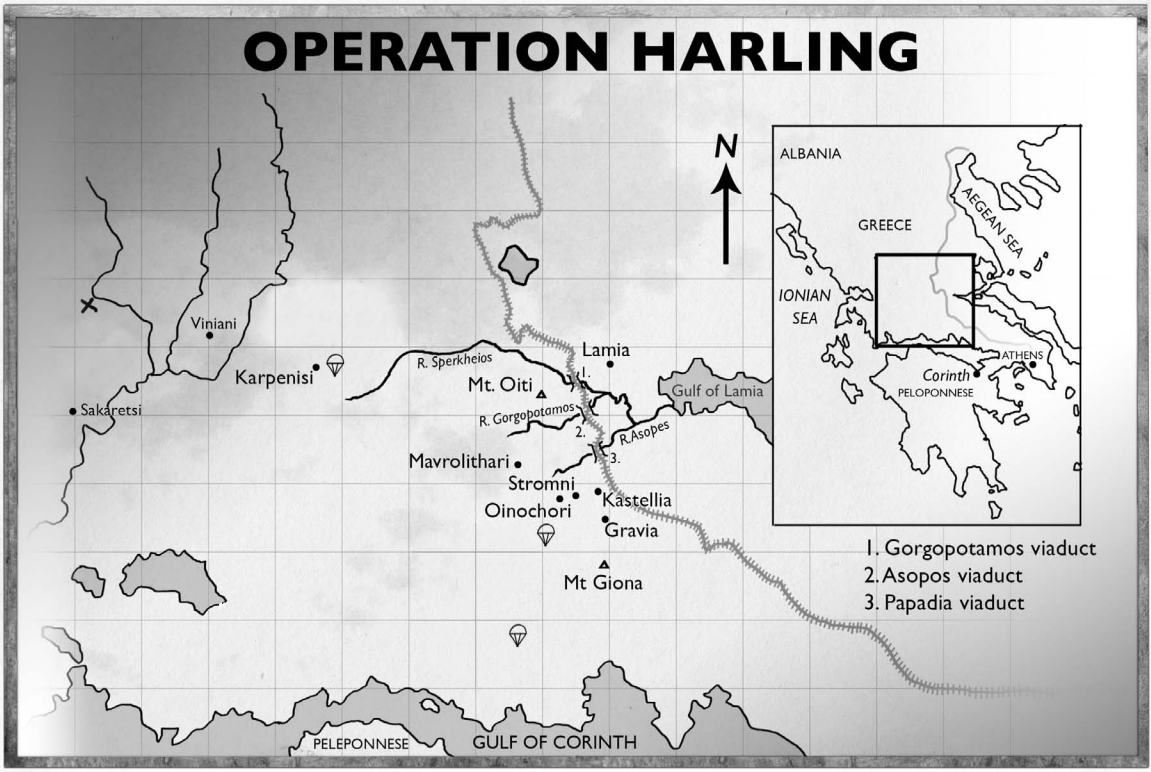 OPERATION HARLING
N
ALBANIA
GREECE
AEGEAN SEA
IONIAN
SEA
ATHENS
Corinth
PELOPONNESE
Viniani
Karpenisi
Sakaretsi
R. Sperkheios
Lamia
1.
Mt. Oiti
Gulf of Lamia
R. Gorgopotamos
2.
R.Asopes
3.
Mavrolithari
Stromni
Oinochori
Kastellia
Gravia
Mt Giona
1. Gorgopotamos viaduct
2. Asopos viaduct
3. Papadia viaduct
PELEPONNESE
GULF OF CORINTH